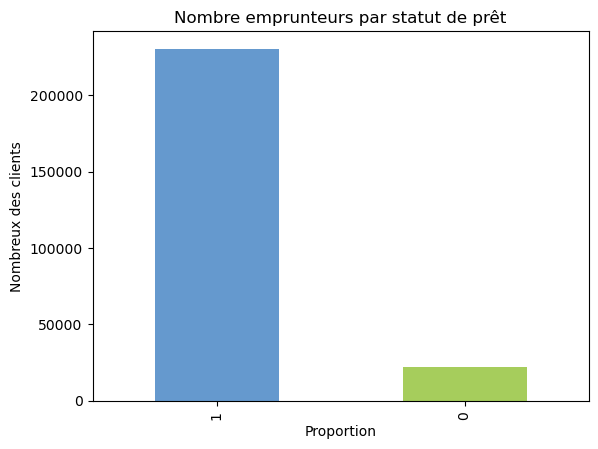 Nombre emprunteurs par statut de prêt
Nombreux des clients
200000
150000
100000
50000
0
1
0
Proportion